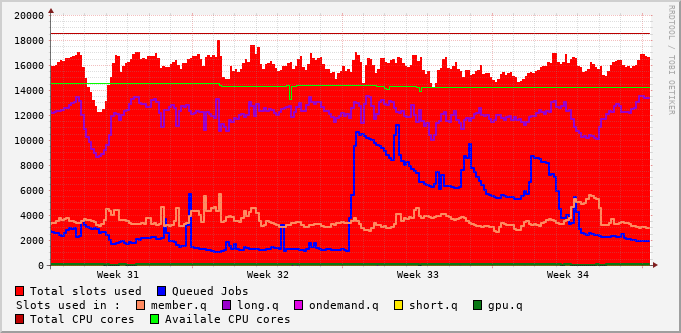 20000
18000
16000
14000
12000
10000
8000
6000
4000
2000
0
Week 31 Week 32 Week 33 Week 34
RRDTOOL / TOBI OETIKER
Total slots used Queued Jobs
Slots used in : member.q long.q ondemand.q short.q gpu.q
Total CPU cores Availale CPU cores